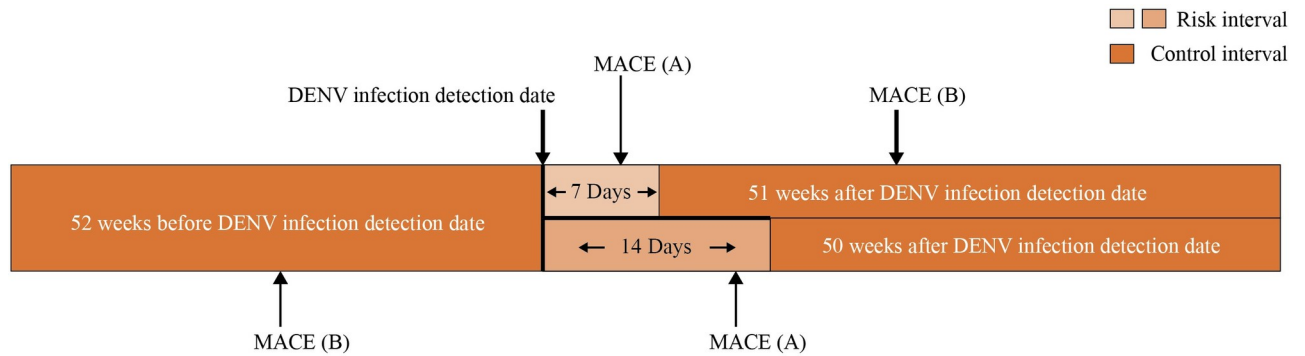 Risk interval
Control interval
MACE (A)
DENV infection detection date
MACE (B)
7 Days
51 weeks after DENV infection detection date
52 weeks before DENV infection detection date
14 Days
50 weeks after DENV infection detection date
MACE (B)
MACE (A)